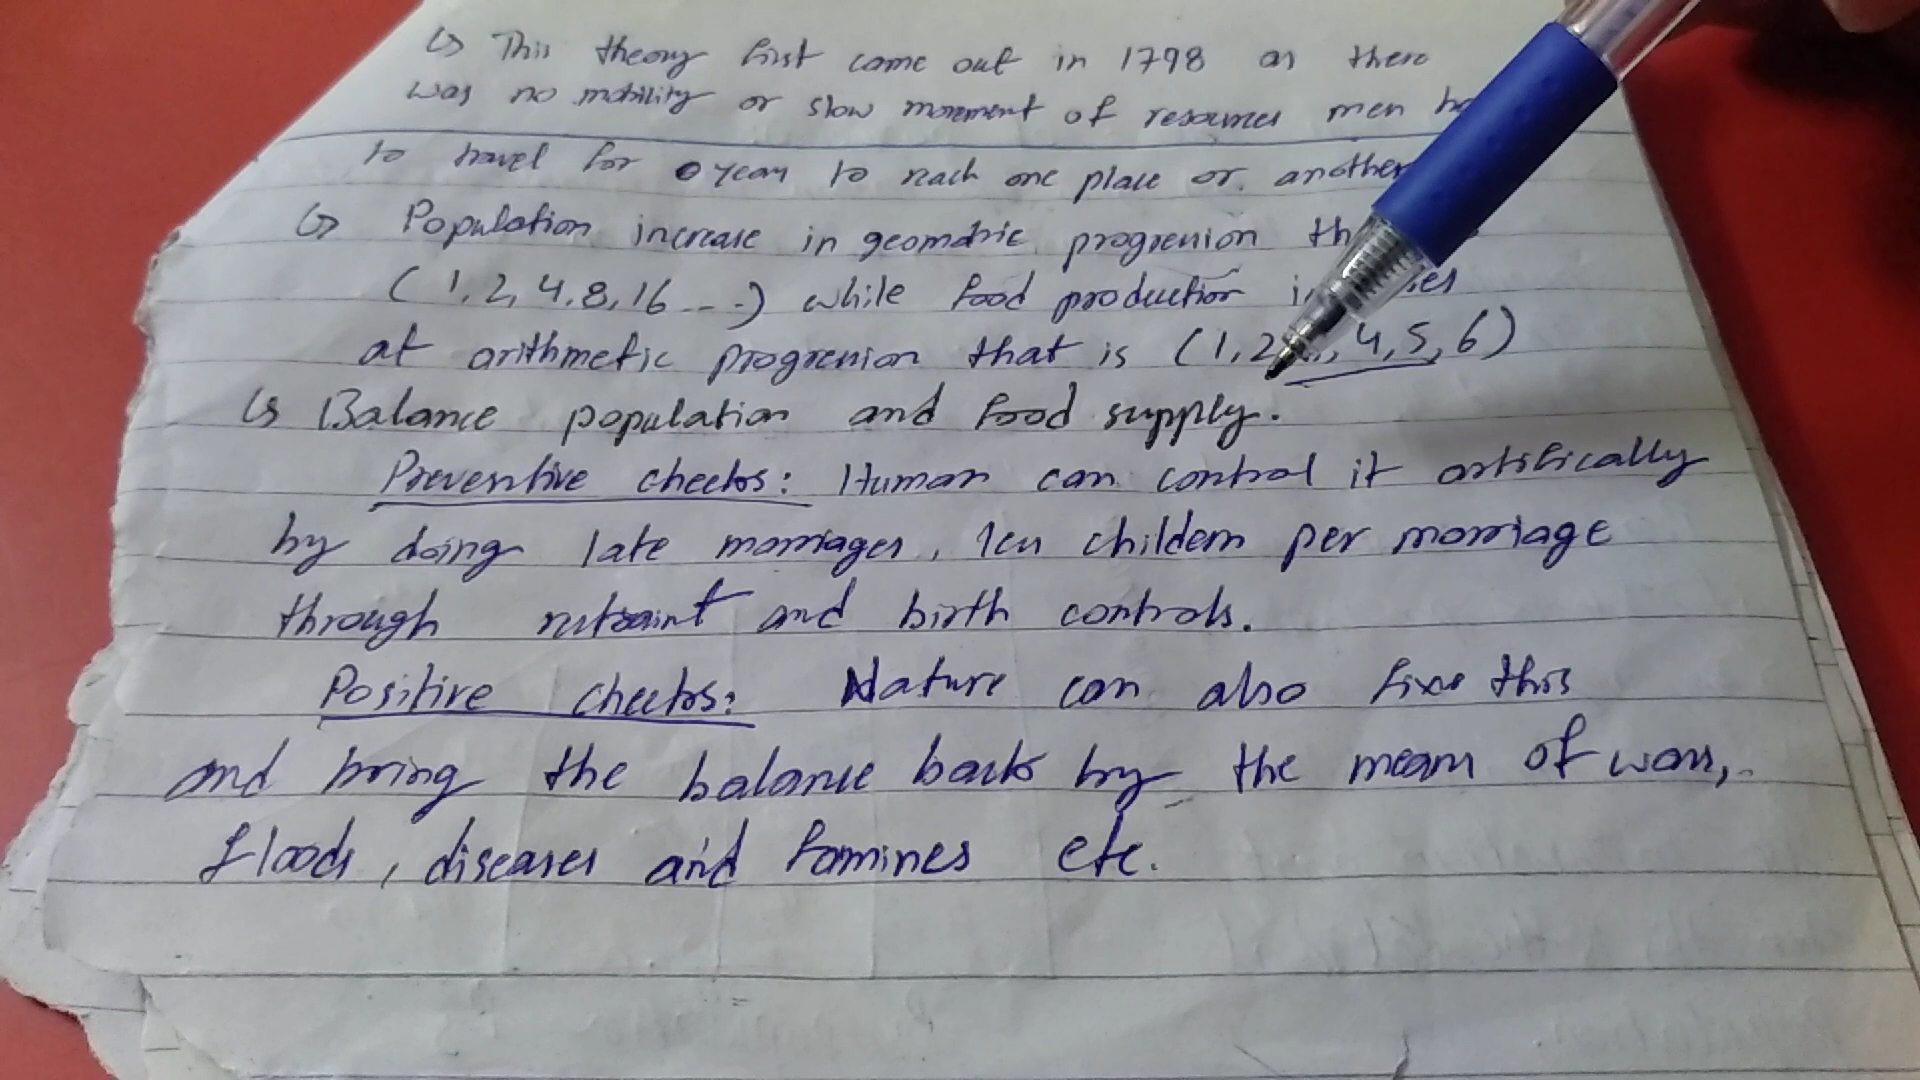 ↳ This theory first came out in 1798 as there
was no mobility or slow movement of resources men
to travel for year to reach one place or another
↳ Population increase in geometric progression
(1, 2, 4, 8, 16 ---) while food production
at arithmetic progression that is (1, 2, 4, 5, 6)
↳ Balance population and food supply.
Preventive checks: Human can control it artifically
by doing late marriages, less childern per marriage
through restraint and birth controls.
Positive checks: Nature can also fixe this
and bring the balance back by the mean of wars,
floods, diseases and famines etc.